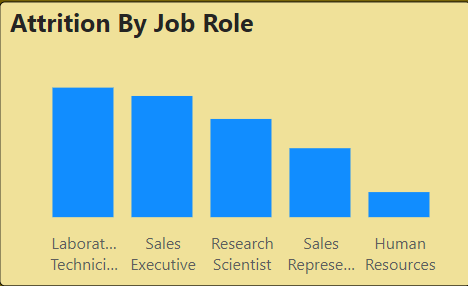 Attrition By Job Role
Laborat... Sales Research Sales Human
Technici... Executive Scientist Represe... Resources